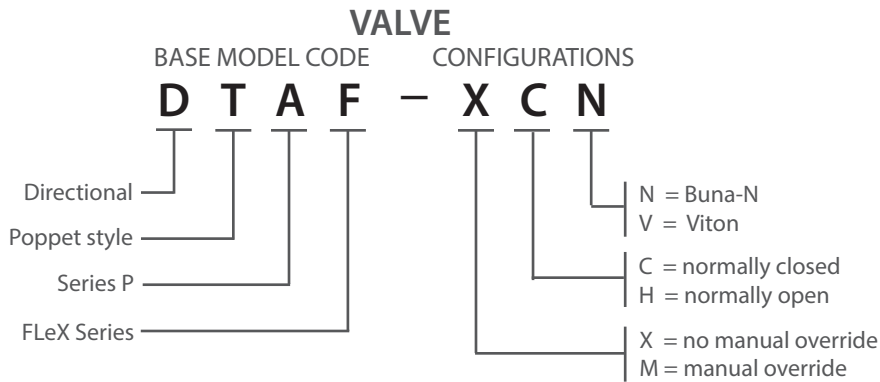 VALVE
BASE MODEL CODE CONFIGURATIONS
D T A F – X C N
Directional
Poppet style
Series P
FLeX Series
N = Buna-N
V = Viton
C = normally closed
H = normally open
X = no manual override
M = manual override